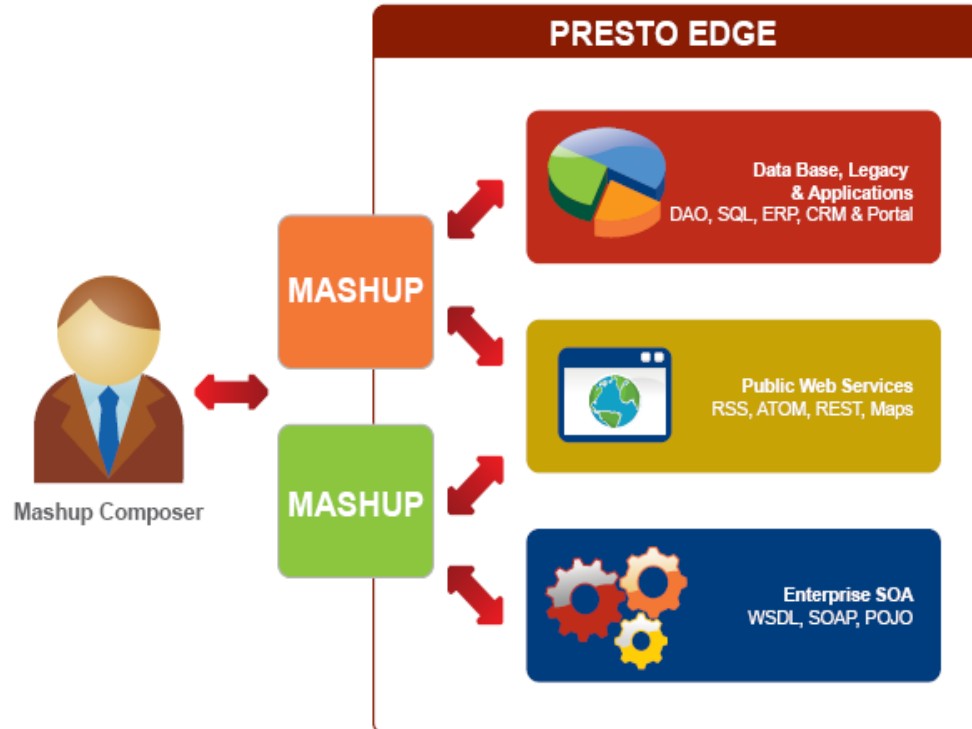 PRESTO EDGE
Data Base, Legacy
& Applications
DAO, SQL, ERP, CRM & Portal
MASHUP
Public Web Services
RSS, ATOM, REST, Maps
MASHUP
Mashup Composer
Enterprise SOA
WSDL, SOAP, POJO